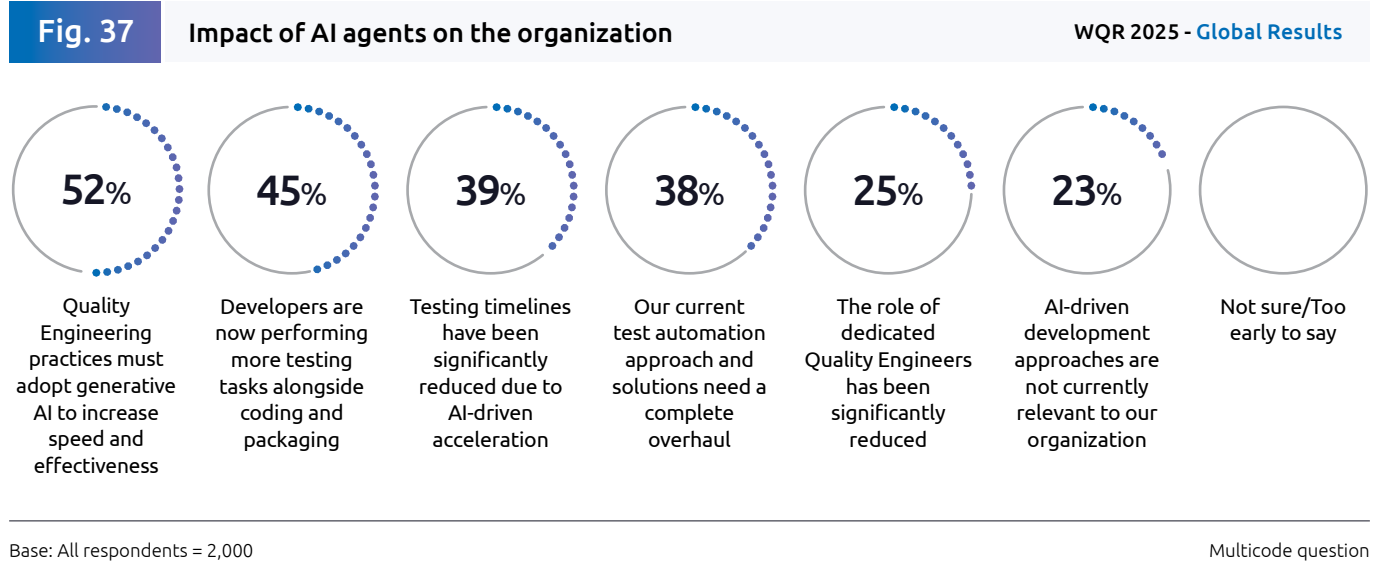 Fig. 37
Impact of AI agents on the organization
WQR 2025 - Global Results
52%
45%
39%
38%
25%
23%
Quality
Engineering
practices must
adopt generative
AI to increase
speed and
effectiveness
Developers are
now performing
more testing
tasks alongside
coding and
packaging
Testing timelines
have been
significantly
reduced due to
AI-driven
acceleration
Our current
test automation
approach and
solutions need a
complete
overhaul
The role of
dedicated
Quality Engineers
has been
significantly
reduced
AI-driven
development
approaches are
not currently
relevant to our
organization
Not sure/Too
early to say
Base: All respondents = 2,000
Multicode question